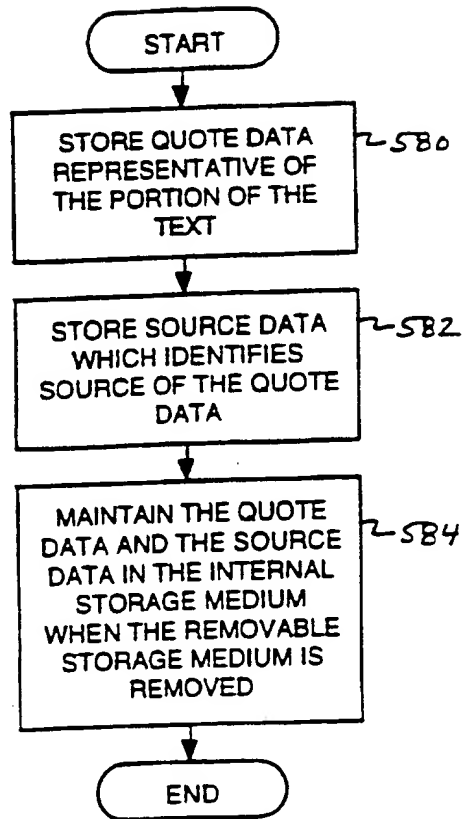 START
STORE QUOTE DATA
REPRESENTATIVE OF
THE PORTION OF THE
TEXT
580
STORE SOURCE DATA
WHICH IDENTIFIES
SOURCE OF THE QUOTE
DATA
582
MAINTAIN THE QUOTE
DATA AND THE SOURCE
DATA IN THE INTERNAL
STORAGE MEDIUM
WHEN THE REMOVABLE
STORAGE MEDIUM IS
REMOVED
584
END